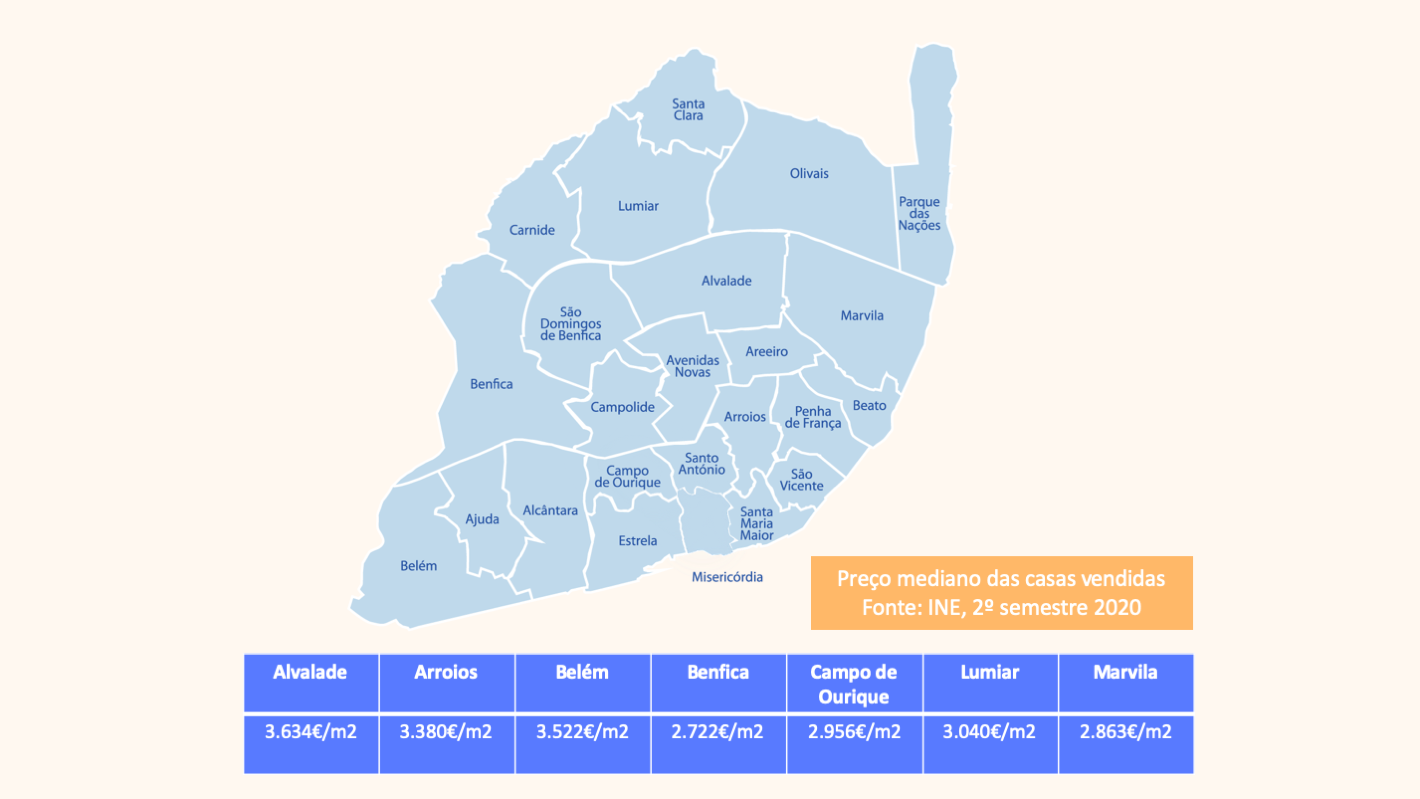 Santa
Clara
Olivais
Lumiar
Parque
das
Nações
Carnide
Alvalade
São
Domingos
de Benfica
Marvila
Areeiro
Avenidas
Novas
Benfica
Campolide
Arroios
Penha
de França
Beato
Santo
António
Campo
de Ourique
São
Vicente
Ajuda
Alcântara
Santa
Maria
Maior
Estrela
Belém
Misericórdia
Preço mediano das casas vendidas
Fonte: INE, 2º semestre 2020
Alvalade
Arroios
Belém
Benfica
Campo de
Ourique
Lumiar
Marvila
3.634€/m2
3.380€/m2
3.522€/m2
2.722€/m2
2.956€/m2
3.040€/m2
2.863€/m2